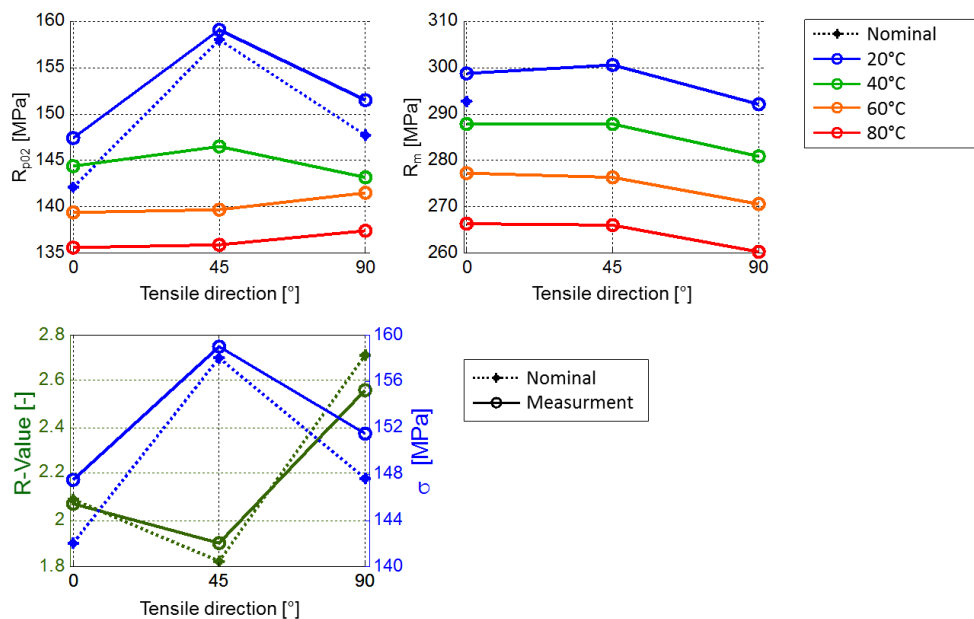 160
155
150
145
140
135
R_p02 [MPa]
0 45 90
Tensile direction [°]
310
300
290
280
270
260
R_m [MPa]
0 45 90
Tensile direction [°]
Nominal
20°C
40°C
60°C
80°C
2.8
2.6
2.4
2.2
2
1.8
R-Value [-]
160
156
152
148
144
140
σ [MPa]
0 45 90
Tensile direction [°]
Nominal
Measurment